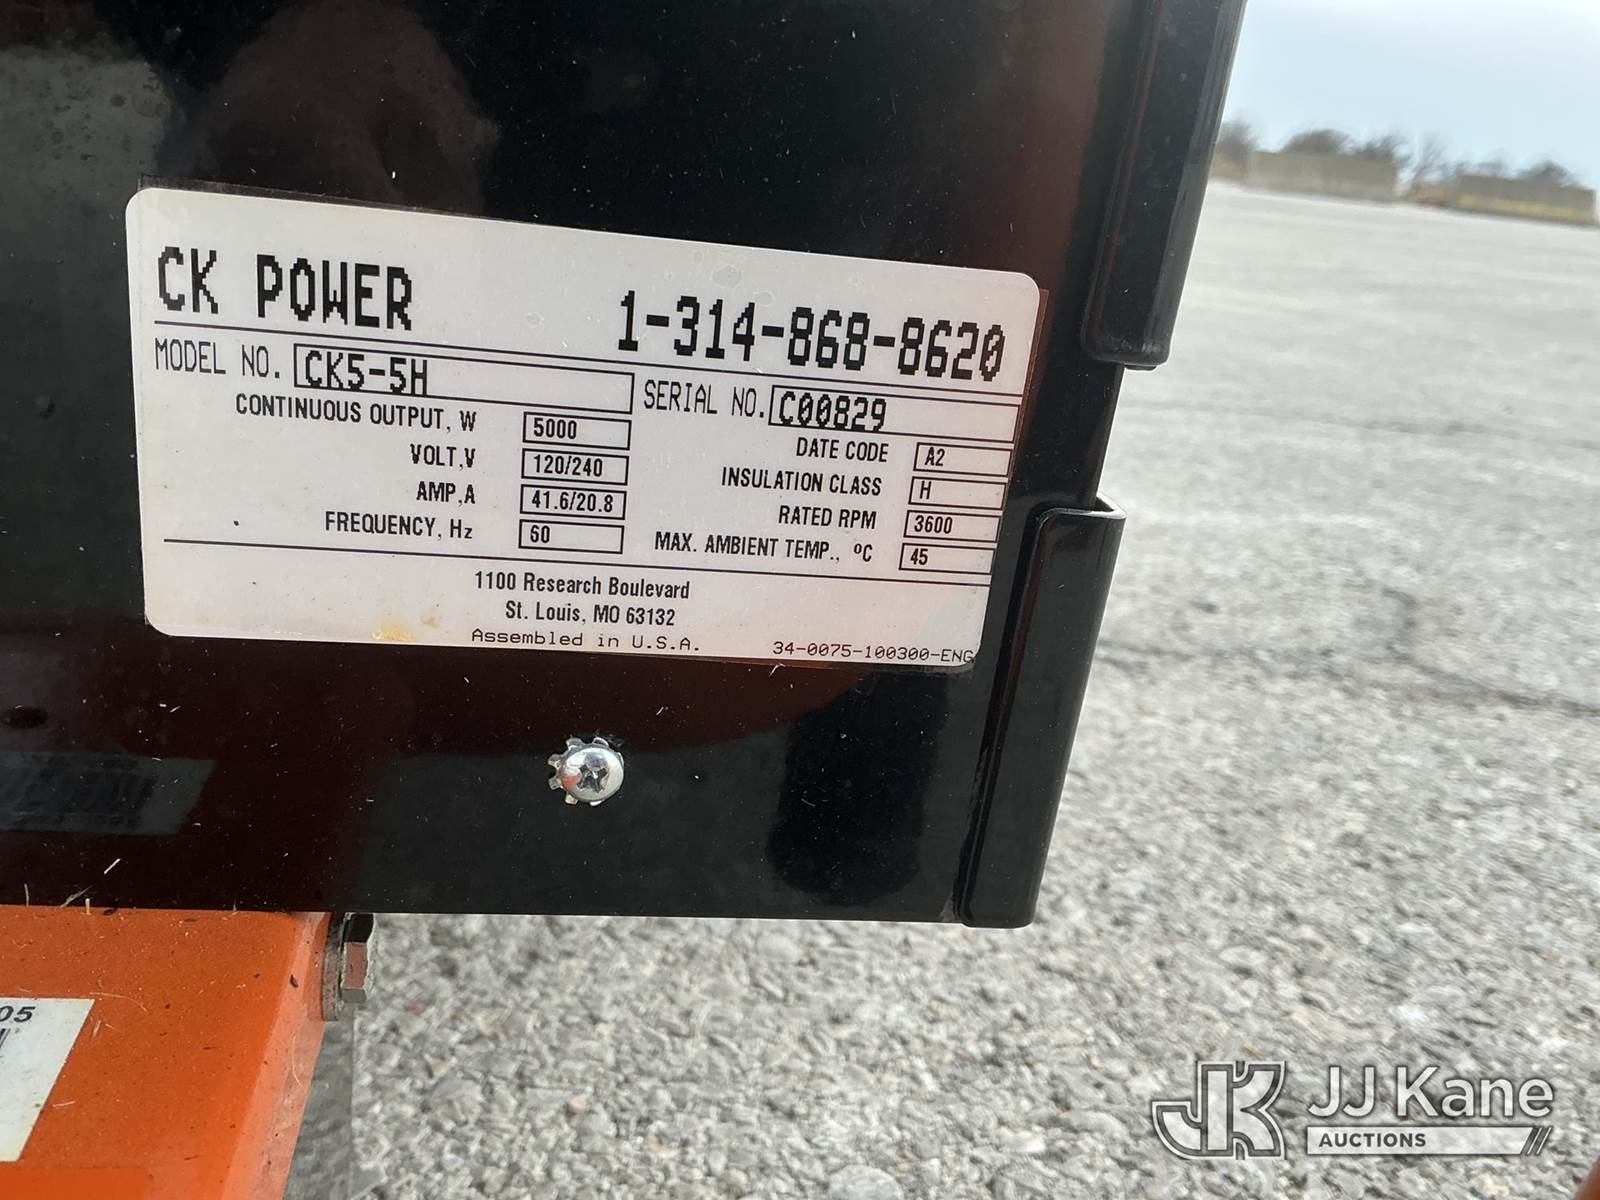 CK POWER
1-314-868-8620
MODEL NO. CK5-5H
SERIAL NO. C00829
CONTINUOUS OUTPUT, W 5000
DATE CODE A2
VOLT,V 120/240
INSULATION CLASS H
AMP,A 41.6/20.8
RATED RPM 3600
FREQUENCY, Hz 60
MAX. AMBIENT TEMP., ºC 45
1100 Research Boulevard
St. Louis, MO 63132
Assembled in U.S.A.
34-0075-100300-ENG
05
JK JJ Kane
AUCTIONS